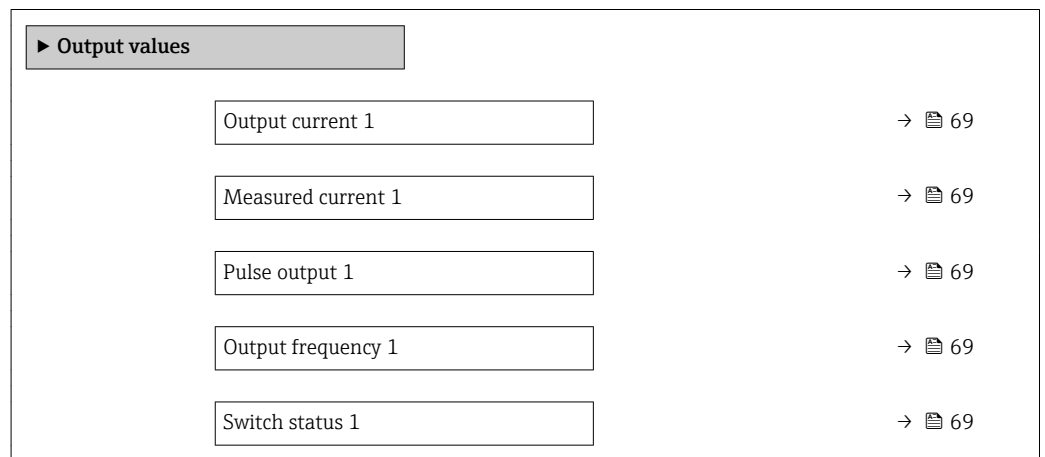 ▶ Output values
Output current 1 → 69
Measured current 1 → 69
Pulse output 1 → 69
Output frequency 1 → 69
Switch status 1 → 69